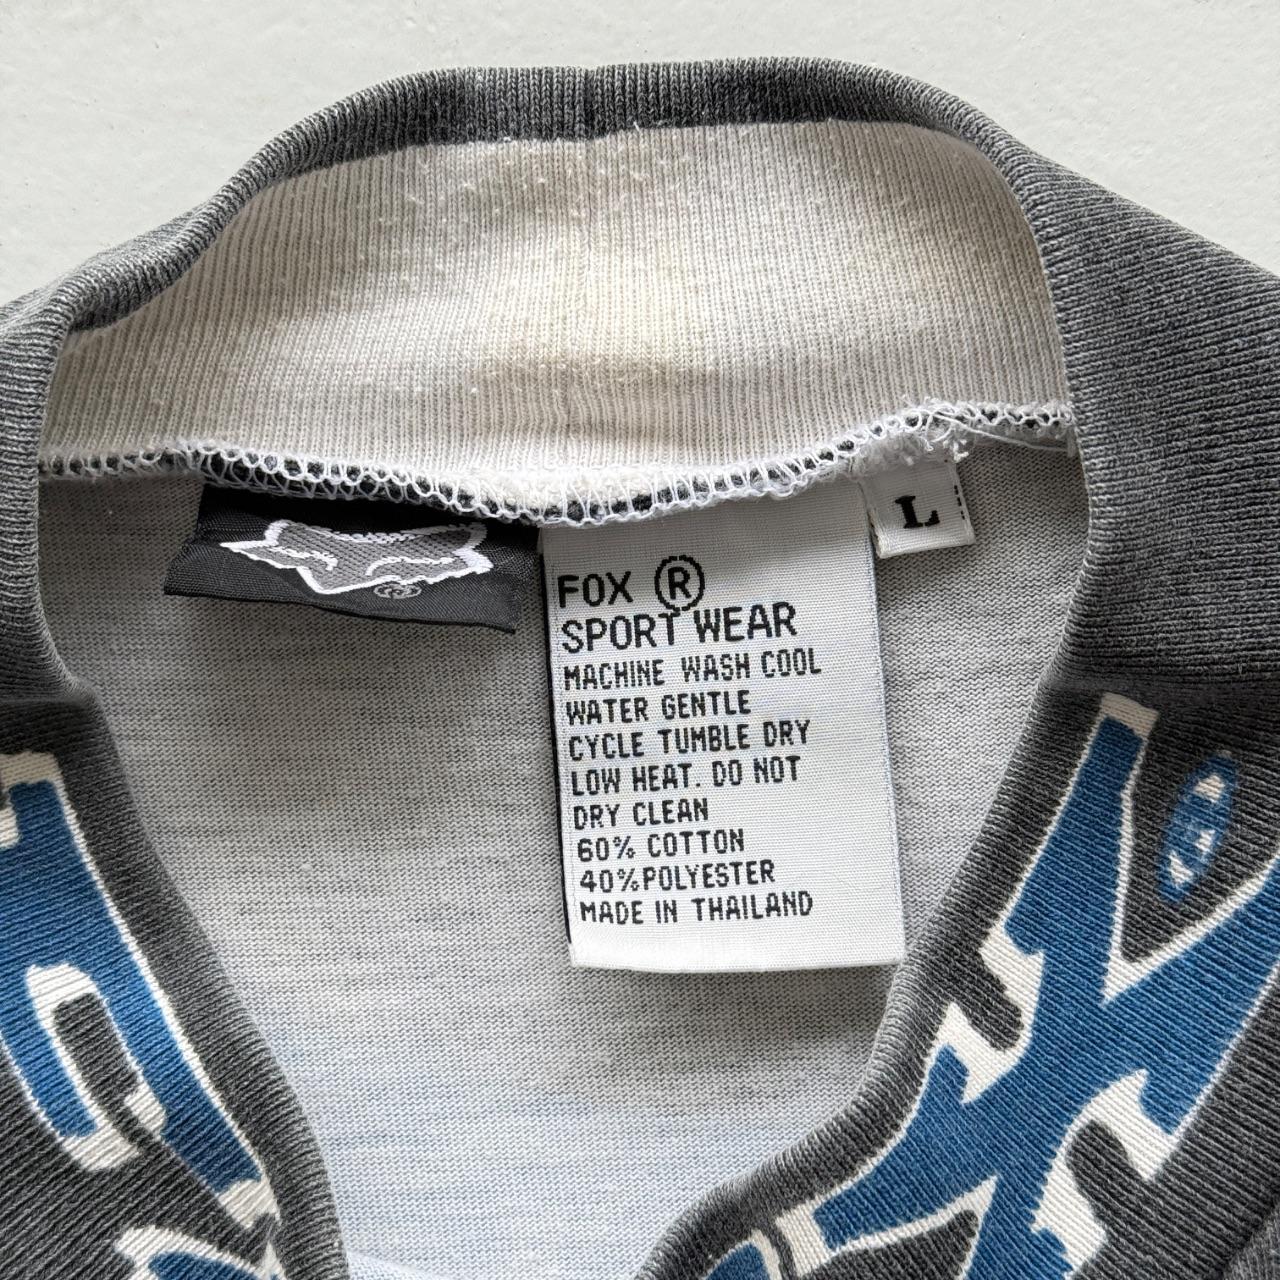 L
FOX ®
SPORT WEAR
MACHINE WASH COOL
WATER GENTLE
CYCLE TUMBLE DRY
LOW HEAT. DO NOT
DRY CLEAN
60% COTTON
40%POLYESTER
MADE IN THAILAND